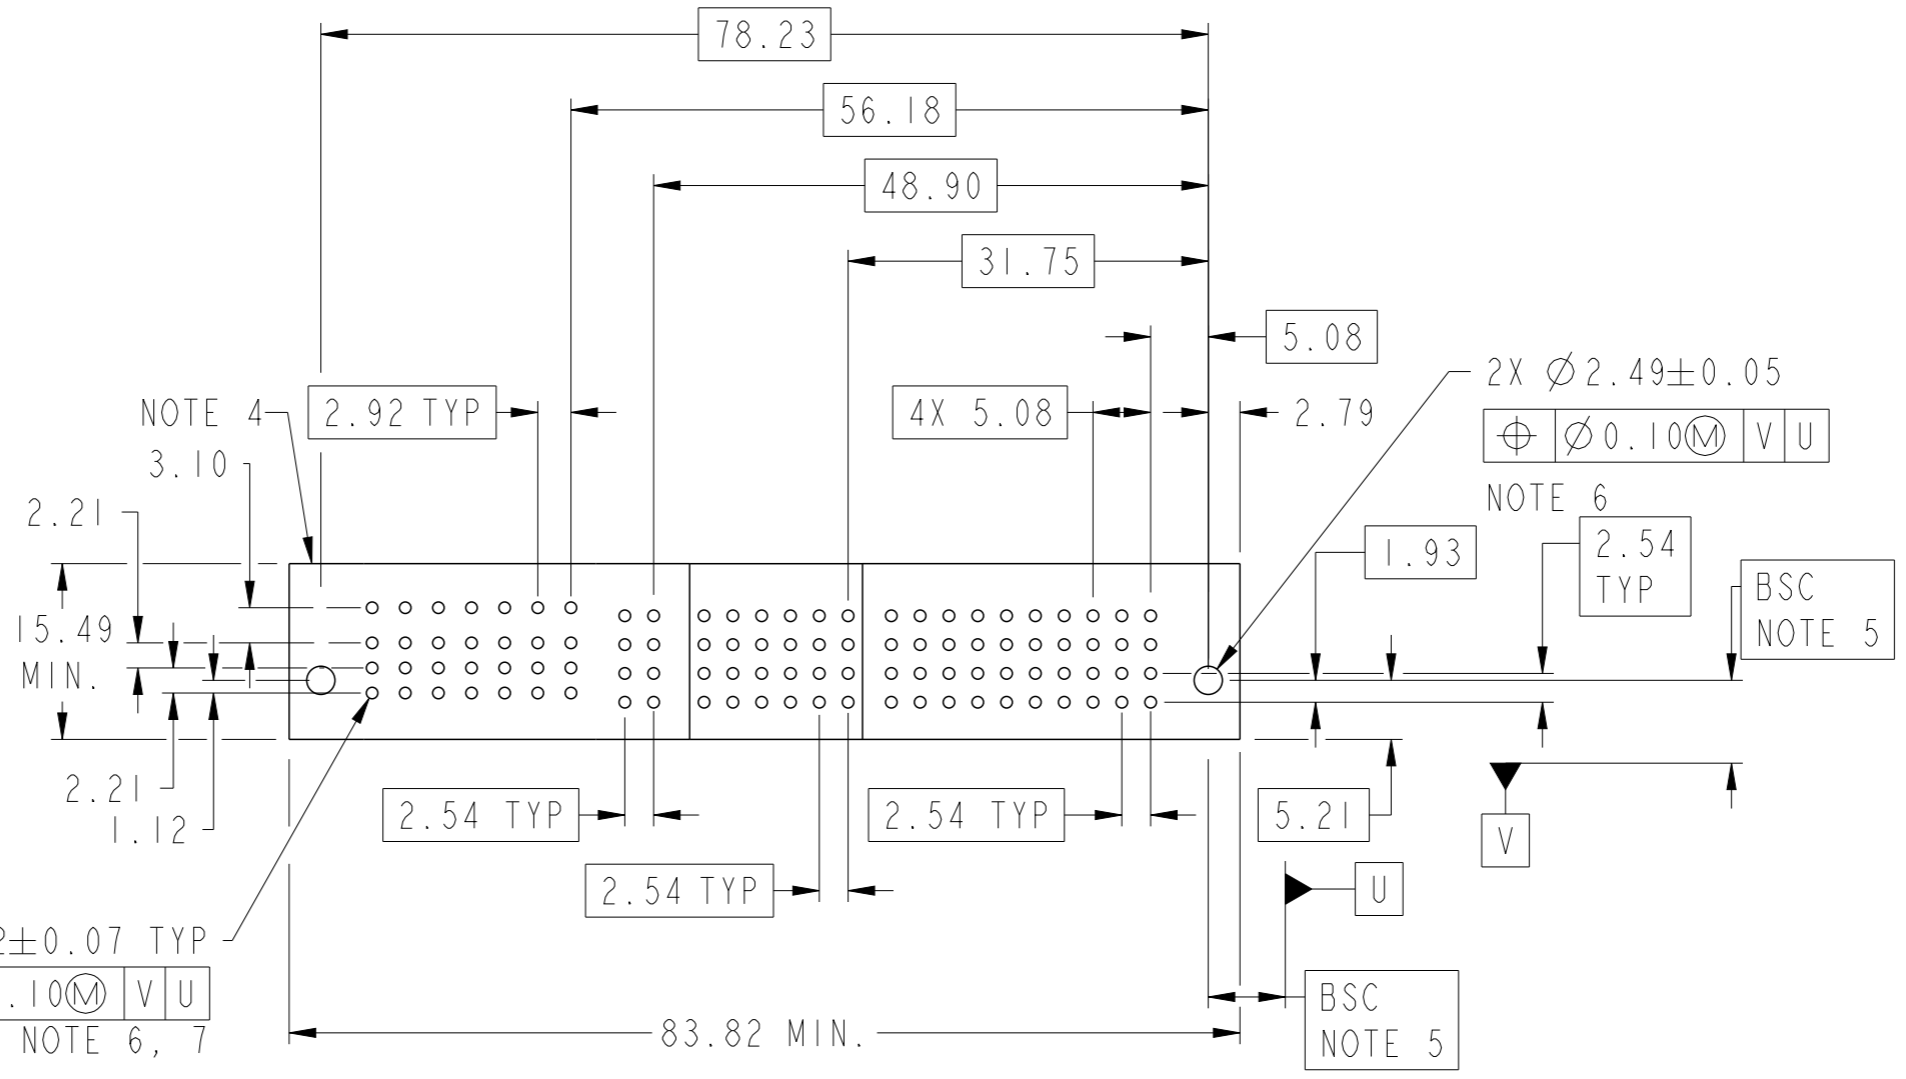 78.23
56.18
48.90
31.75
5.08
2X ∅2.49±0.05
NOTE 4
2.92 TYP
4X 5.08
2.79
⌖ ∅0.10Ⓜ V U
3.10
NOTE 6
2.21
1.93
2.54
TYP
BSC
NOTE 5
15.49
MIN.
2.21
1.12
2.54 TYP
2.54 TYP
5.21
V
2.54 TYP
U
2±0.07 TYP
.10Ⓜ V U
NOTE 6, 7
83.82 MIN.
BSC
NOTE 5